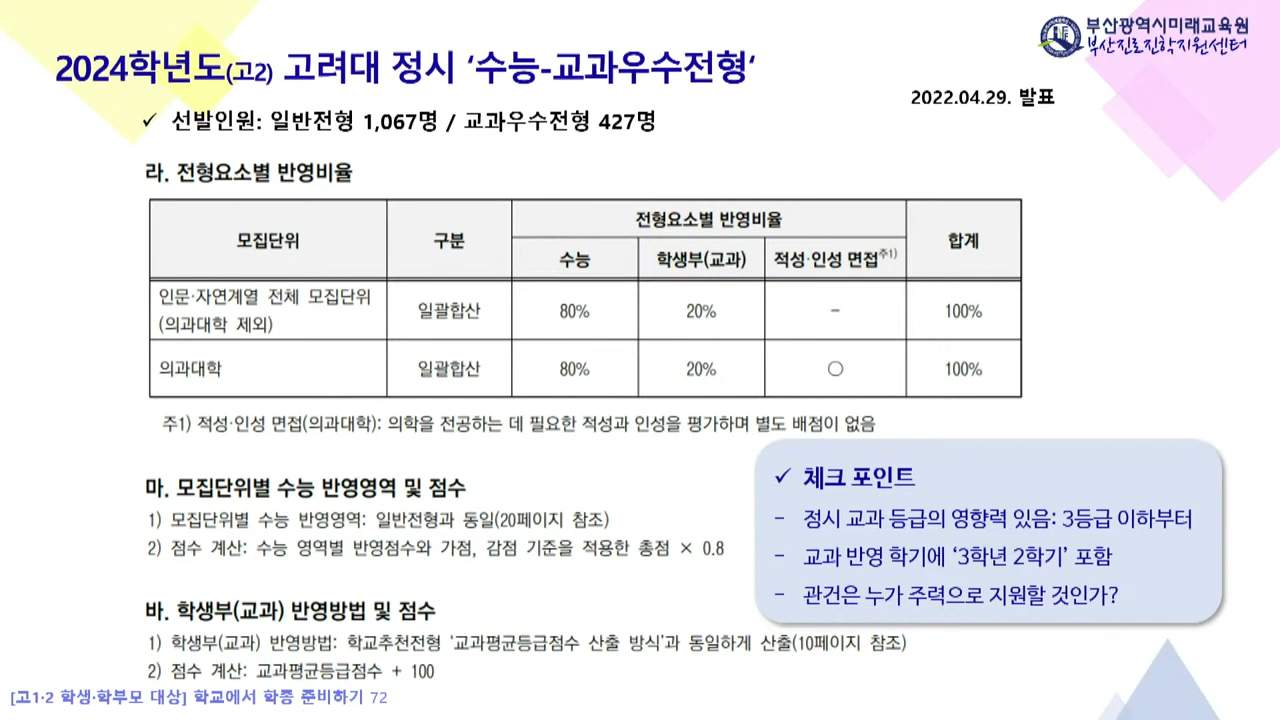 부산광역시미래교육원
부산진로진학지원센터
2024학년도(고2) 고려대 정시 ‘수능-교과우수전형‘
2022.04.29. 발표
✓ 선발인원: 일반전형 1,067명 / 교과우수전형 427명
라. 전형요소별 반영비율
모집단위 구분 전형요소별 반영비율 합계
수능 학생부(교과) 적성·인성 면접주1)
인문·자연계열 전체 모집단위
(의과대학 제외) 일괄합산 80% 20% - 100%
의과대학 일괄합산 80% 20% ○ 100%
주1) 적성·인성 면접(의과대학): 의학을 전공하는 데 필요한 적성과 인성을 평가하며 별도 배점이 없음
마. 모집단위별 수능 반영영역 및 점수
1) 모집단위별 수능 반영영역: 일반전형과 동일(20페이지 참조)
2) 점수 계산: 수능 영역별 반영점수와 가점, 감점 기준을 적용한 총점 × 0.8
✓ 체크 포인트
- 정시 교과 등급의 영향력 있음: 3등급 이하부터
- 교과 반영 학기에 ‘3학년 2학기’ 포함
- 관건은 누가 주력으로 지원할 것인가?
바. 학생부(교과) 반영방법 및 점수
1) 학생부(교과) 반영방법: 학교추천전형 ‘교과평균등급점수 산출 방식’과 동일하게 산출(10페이지 참조)
2) 점수 계산: 교과평균등급점수 + 100
[고1·2 학생·학부모 대상] 학교에서 학종 준비하기 72